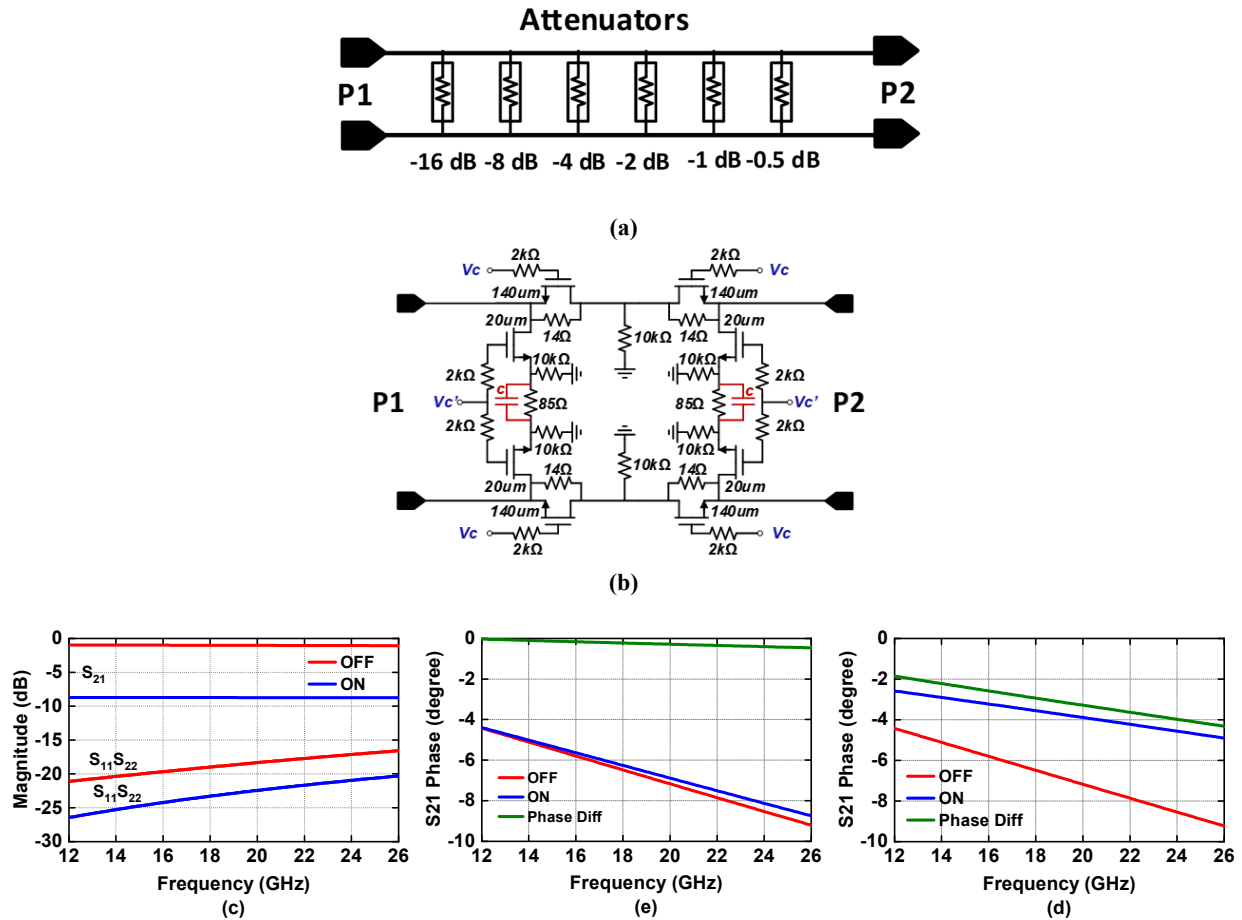 Attenuators
P1
P2
-16 dB -8 dB -4 dB -2 dB -1 dB -0.5 dB
(a)
2kΩ 2kΩ
Vc Vc
140um 140um
20um 14Ω 14Ω 20um
10kΩ 10kΩ 10kΩ
2kΩ 2kΩ
c c
P1 Vc' 85Ω 85Ω Vc' P2
2kΩ 2kΩ
10kΩ 10kΩ 10kΩ
14Ω 14Ω
20um 20um
140um 140um
Vc Vc
2kΩ 2kΩ
(b)
Magnitude (dB)
0
-5
-10
-15
-20
-25
-30
OFF
ON
S21
S11S22
S11S22
12 14 16 18 20 22 24 26
Frequency (GHz)
(c)
S21 Phase (degree)
0
-2
-4
-6
-8
-10
OFF
ON
Phase Diff
12 14 16 18 20 22 24 26
Frequency (GHz)
(e)
S21 Phase (degree)
0
-2
-4
-6
-8
-10
OFF
ON
Phase Diff
12 14 16 18 20 22 24 26
Frequency (GHz)
(d)